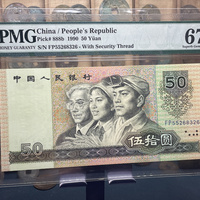 PMG
China / People's Republic
Pick# 888b 1990 50 Yüan
S/N FP55268326 - With Security Thread
67
中国人民银行
50
FP55268326
伍拾圆
50